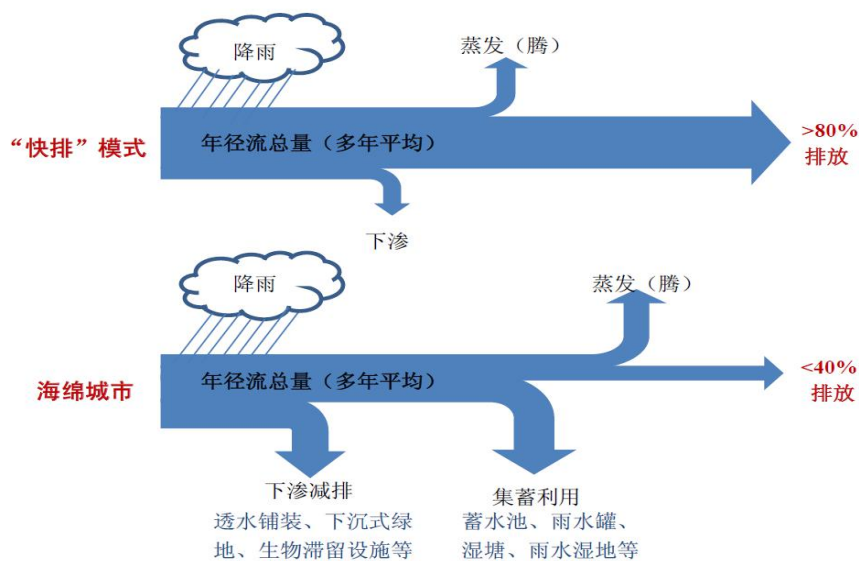 降雨
蒸发（腾）
“快排”模式
年径流总量（多年平均）
>80%
排放
下渗
降雨
蒸发（腾）
海绵城市
年径流总量（多年平均）
<40%
排放
下渗减排
透水铺装、下沉式绿
地、生物滞留设施等
集蓄利用
蓄水池、雨水罐、
湿塘、雨水湿地等